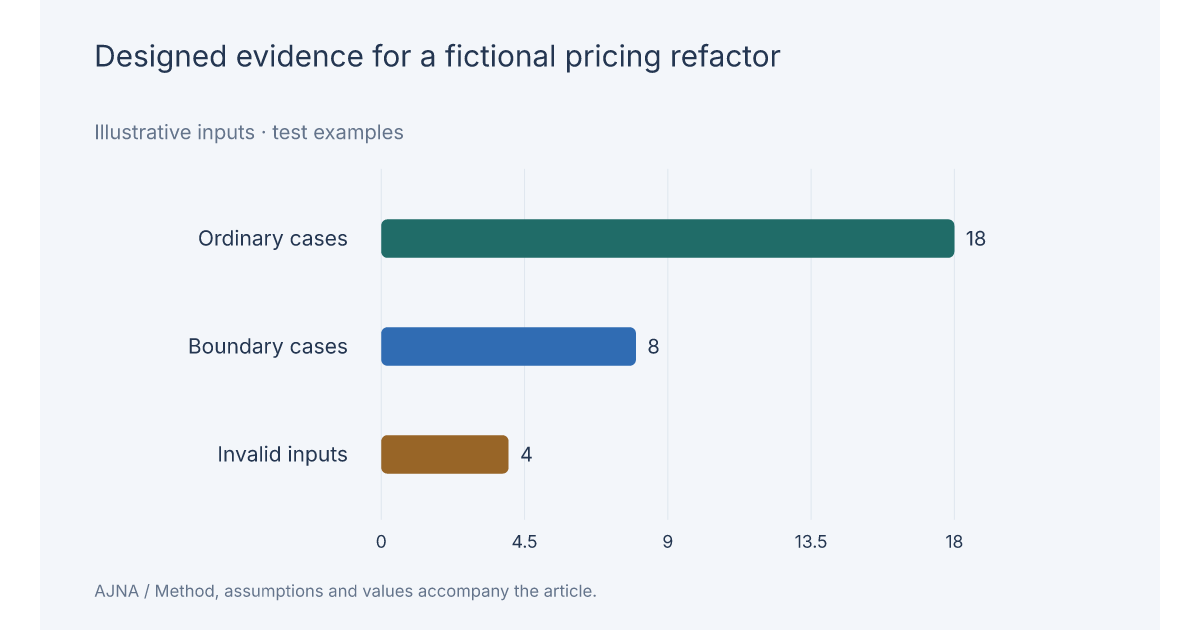 Designed evidence for a fictional pricing refactor
Illustrative inputs · test examples
Ordinary cases 18
Boundary cases 8
Invalid inputs 4
0 4.5 9 13.5 18
AJNA / Method, assumptions and values accompany the article.